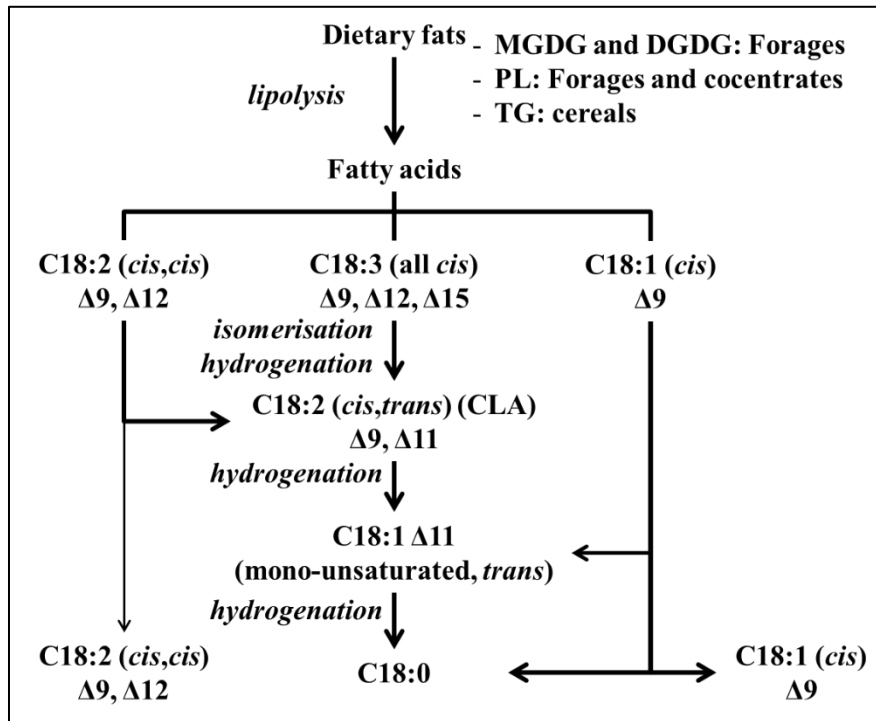 Dietary fats
- MGDG and DGDG: Forages
- PL: Forages and cocentrates
- TG: cereals
lipolysis
Fatty acids
C18:2 (cis,cis)
Δ9, Δ12
C18:3 (all cis)
Δ9, Δ12, Δ15
C18:1 (cis)
Δ9
isomerisation
hydrogenation
C18:2 (cis,trans) (CLA)
Δ9, Δ11
hydrogenation
C18:1 Δ11
(mono-unsaturated, trans)
hydrogenation
C18:2 (cis,cis)
Δ9, Δ12
C18:0
C18:1 (cis)
Δ9